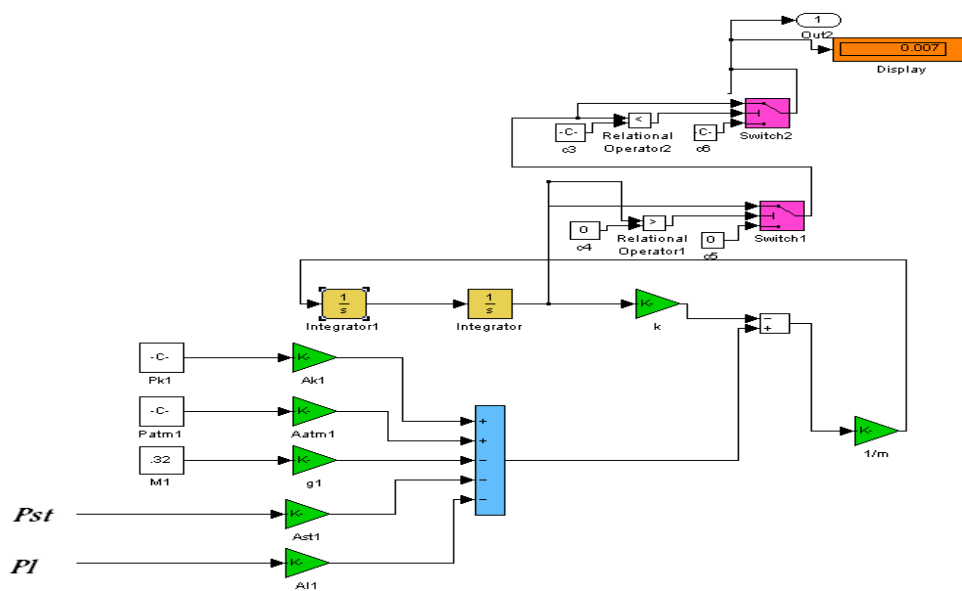 1
Out2
0.007
Display
-C-
c3
<
Relational
Operator2
-C-
c6
Switch2
0
c4
>
Relational
Operator1
0
c5
Switch1
1
s
Integrator1
1
s
Integrator
K-
k
−
+
-C-
Pk1
K-
Ak1
-C-
Patm1
K-
Aatm1
.32
M1
K-
g1
+
+
−
−
−
K-
1/m
Pst
K-
Ast1
Pl
K-
Al1